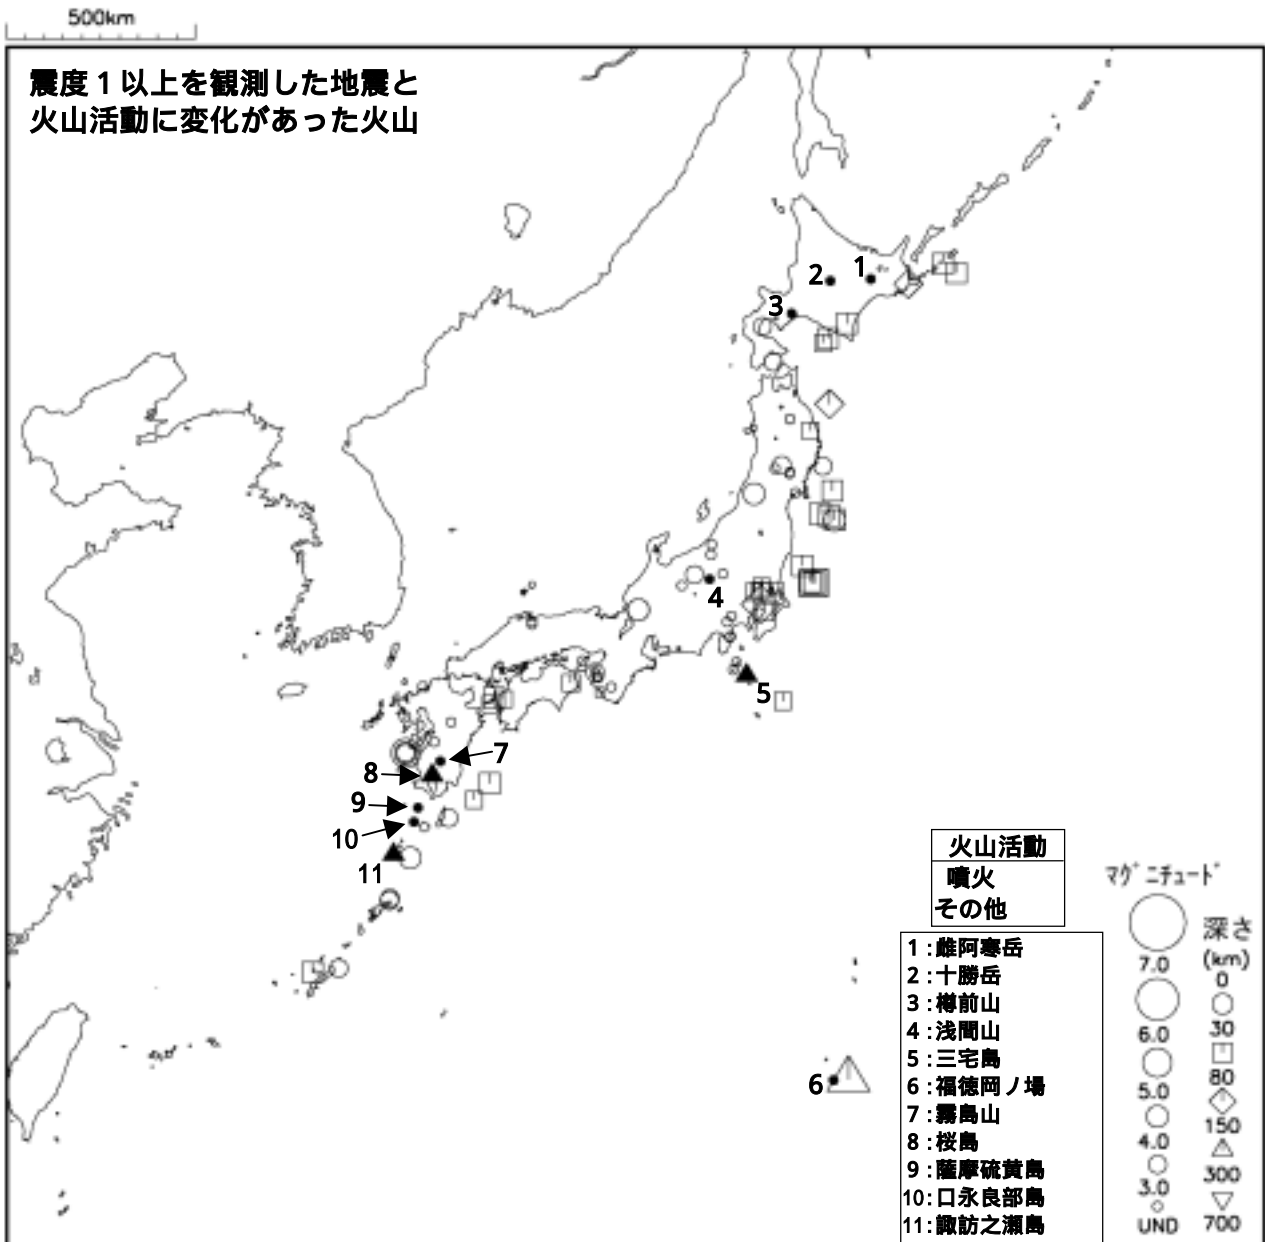 500km
震度1以上を観測した地震と
火山活動に変化があった火山
1
2
3
4
5
7
8
9
10
11
6
火山活動
噴火
その他
1:雌阿寒岳
2:十勝岳
3:樽前山
4:浅間山
5:三宅島
6:福徳岡ノ場
7:霧島山
8:桜島
9:薩摩硫黄島
10:口永良部島
11:諏訪之瀬島
マグニチュード
7.0
6.0
5.0
4.0
3.0
UND
深さ
(km)
0
30
80
150
300
700